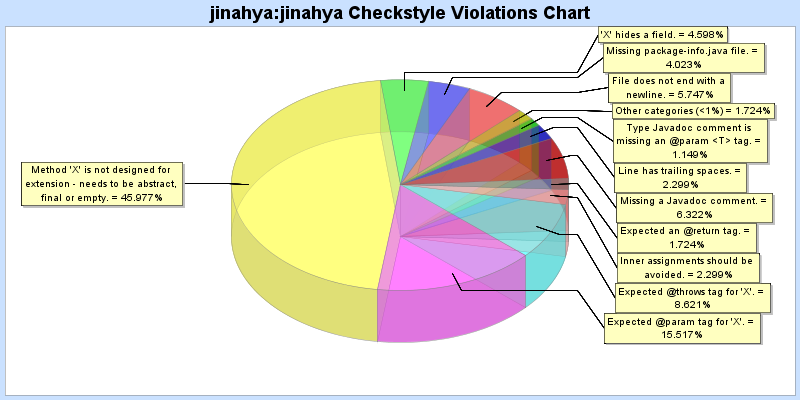 jinahya:jinahya Checkstyle Violations Chart
'X' hides a field. = 4.598%
Missing package-info.java file. =
4.023%
File does not end with a
newline. = 5.747%
Other categories (<1%) = 1.724%
Type Javadoc comment is
missing an @param <T> tag. =
1.149%
Line has trailing spaces. =
2.299%
Missing a Javadoc comment. =
6.322%
Expected an @return tag. =
1.724%
Inner assignments should be
avoided. = 2.299%
Expected @throws tag for 'X'. =
8.621%
Expected @param tag for 'X'. =
15.517%
Method 'X' is not designed for
extension - needs to be abstract,
final or empty. = 45.977%